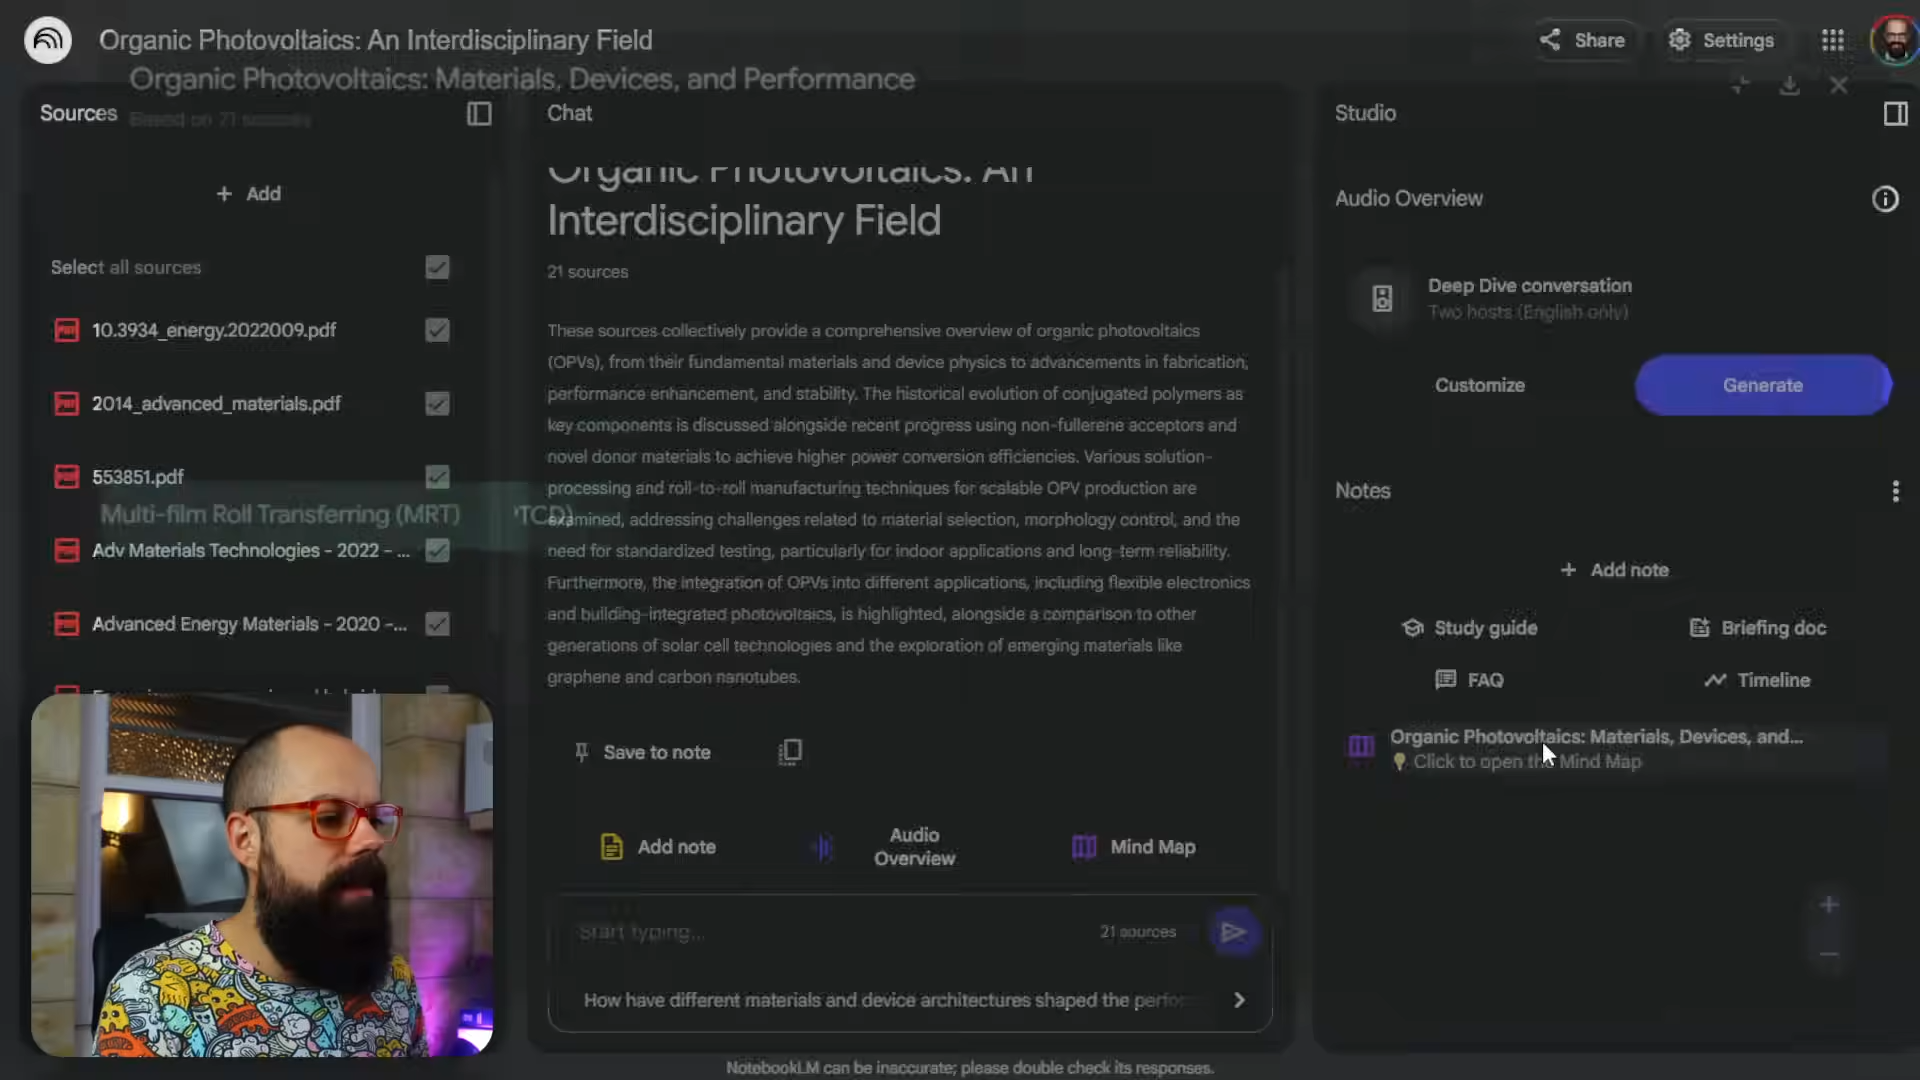 Organic Photovoltaics: An Interdisciplinary Field
Share
Settings
Organic Photovoltaics: Materials, Devices, and Performance
Based on 21 sources
Sources
+ Add
Select all sources
10.3934_energy.2022009.pdf
2014_advanced_materials.pdf
553851.pdf
Multi-film Roll Transferring (MRT)
PTCD)
Adv Materials Technologies - 2022 - ...
Advanced Energy Materials - 2020 -...
Chat
Organic Photovoltaics: An
Interdisciplinary Field
21 sources
These sources collectively provide a comprehensive overview of organic photovoltaics
(OPVs), from their fundamental materials and device physics to advancements in fabrication,
performance enhancement, and stability. The historical evolution of conjugated polymers as
key components is discussed alongside recent progress using non-fullerene acceptors and
novel donor materials to achieve higher power conversion efficiencies. Various solution-
processing and roll-to-roll manufacturing techniques for scalable OPV production are
examined, addressing challenges related to material selection, morphology control, and the
need for standardized testing, particularly for indoor applications and long-term reliability.
Furthermore, the integration of OPVs into different applications, including flexible electronics
and building-integrated photovoltaics, is highlighted, alongside a comparison to other
generations of solar cell technologies and the exploration of emerging materials like
graphene and carbon nanotubes.
Save to note
Add note
Audio
Overview
Mind Map
Start typing...
21 sources
How have different materials and device architectures shaped the perfor
NotebookLM can be inaccurate; please double check its responses.
Studio
Audio Overview
Deep Dive conversation
Two hosts (English only)
Customize
Generate
Notes
+ Add note
Study guide
Briefing doc
FAQ
Timeline
Organic Photovoltaics: Materials, Devices, and...
Click to open the Mind Map